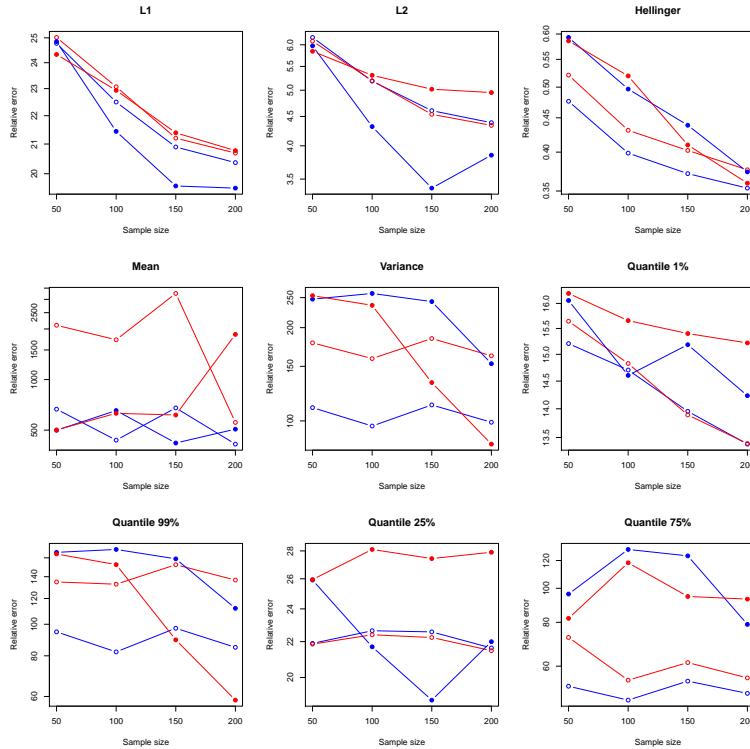 L1
L2
Hellinger
Relative error
20 21 22 23 24 25
50 100 150 200
Sample size
Relative error
3.5 4.0 4.5 5.0 5.5 6.0
50 100 150 200
Sample size
Relative error
0.35 0.40 0.45 0.50 0.55 0.60
50 100 150 200
Sample size
Mean
Variance
Quantile 1%
Relative error
500 1000 1500 2500
50 100 150 200
Sample size
Relative error
100 150 200 250
50 100 150 200
Sample size
Relative error
13.5 14.0 14.5 15.0 15.5 16.0
50 100 150 200
Sample size
Quantile 99%
Quantile 25%
Quantile 75%
Relative error
60 80 100 120 140
50 100 150 200
Sample size
Relative error
20 22 24 26 28
50 100 150 200
Sample size
Relative error
60 80 100 120
50 100 150 200
Sample size